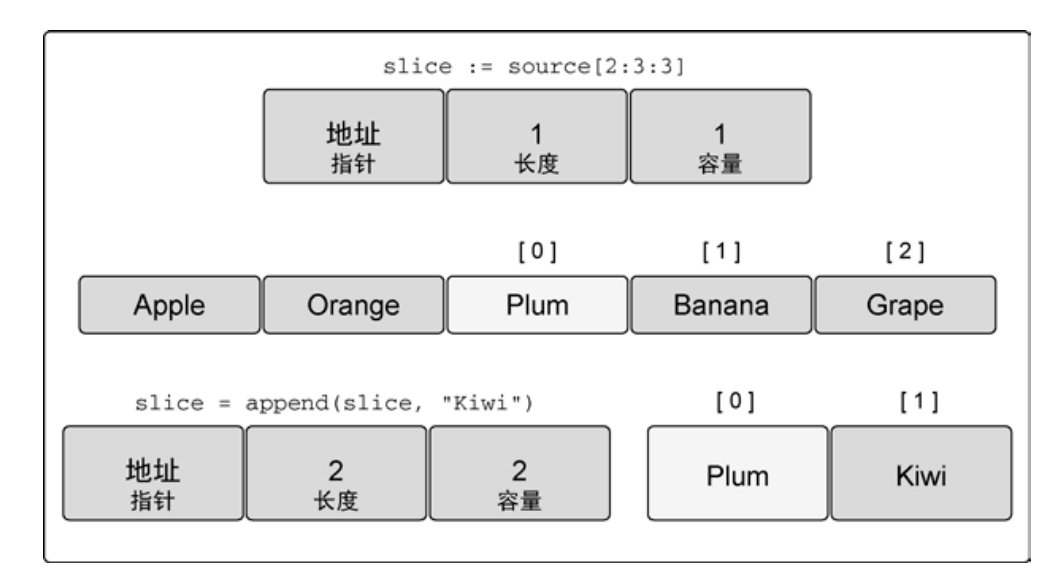 slice := source[2:3:3]
地址 1 1
指针 长度 容量
[0] [1] [2]
Apple Orange Plum Banana Grape
slice = append(slice, "Kiwi") [0] [1]
地址 2 2 Plum Kiwi
指针 长度 容量